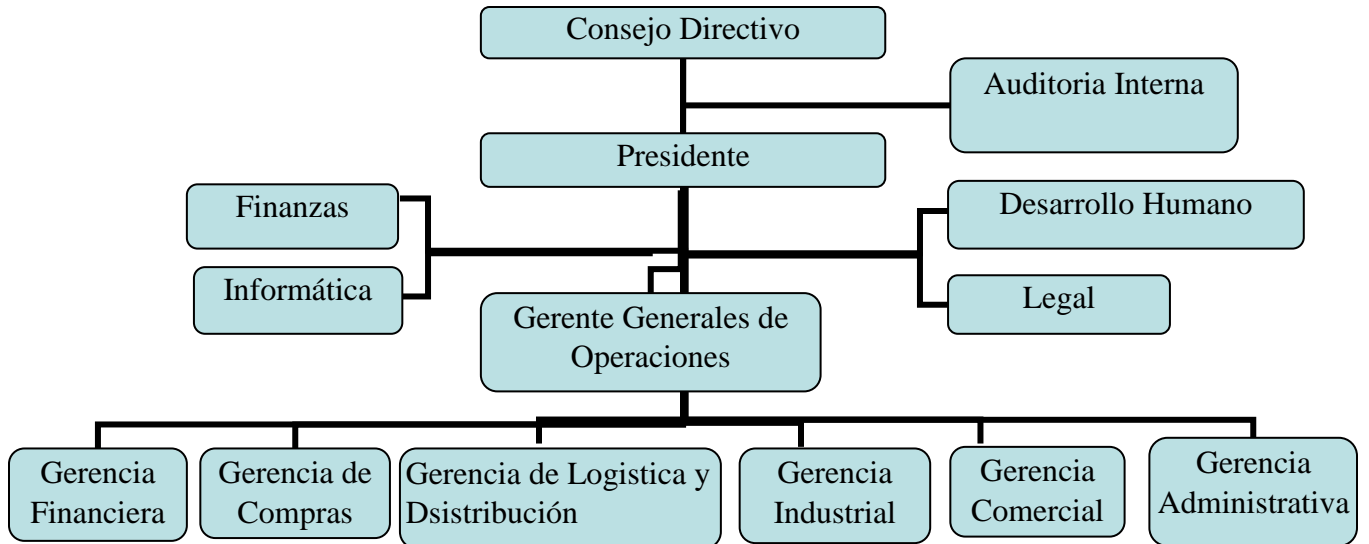 Consejo Directivo
Auditoria Interna
Presidente
Finanzas
Desarrollo Humano
Informática
Legal
Gerente Generales de
Operaciones
Gerencia
Financiera
Gerencia de
Compras
Gerencia de Logistica y
Dsistribución
Gerencia
Industrial
Gerencia
Comercial
Gerencia
Administrativa